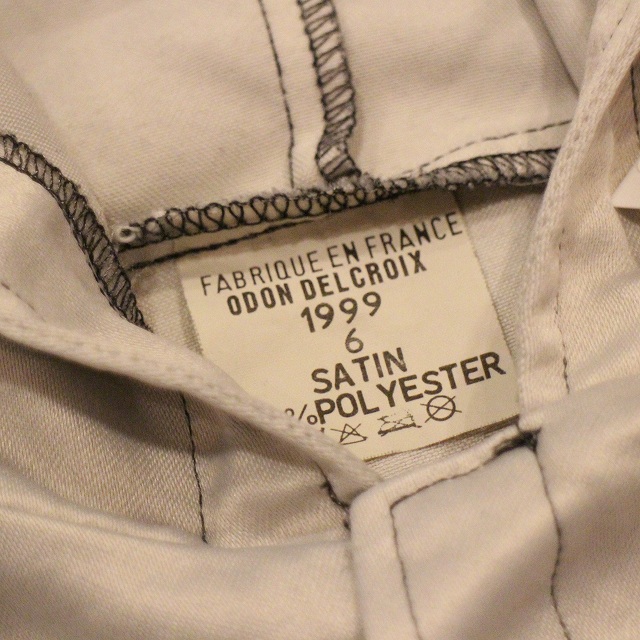 FABRIQUE EN FRANCE
ODON DELCROIX
1999
6
SATIN
% POLYESTER